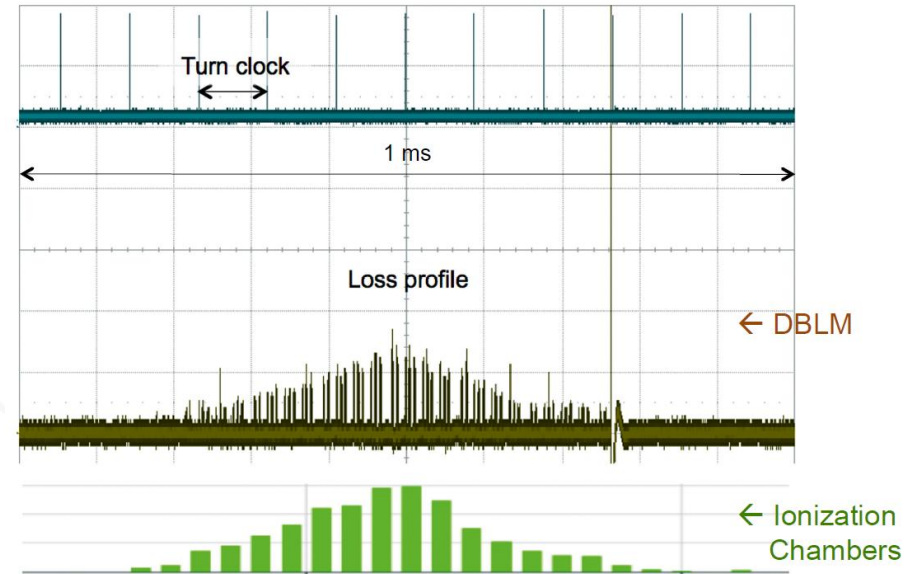 Turn clock
1 ms
Loss profile
← DBLM
← Ionization
Chambers